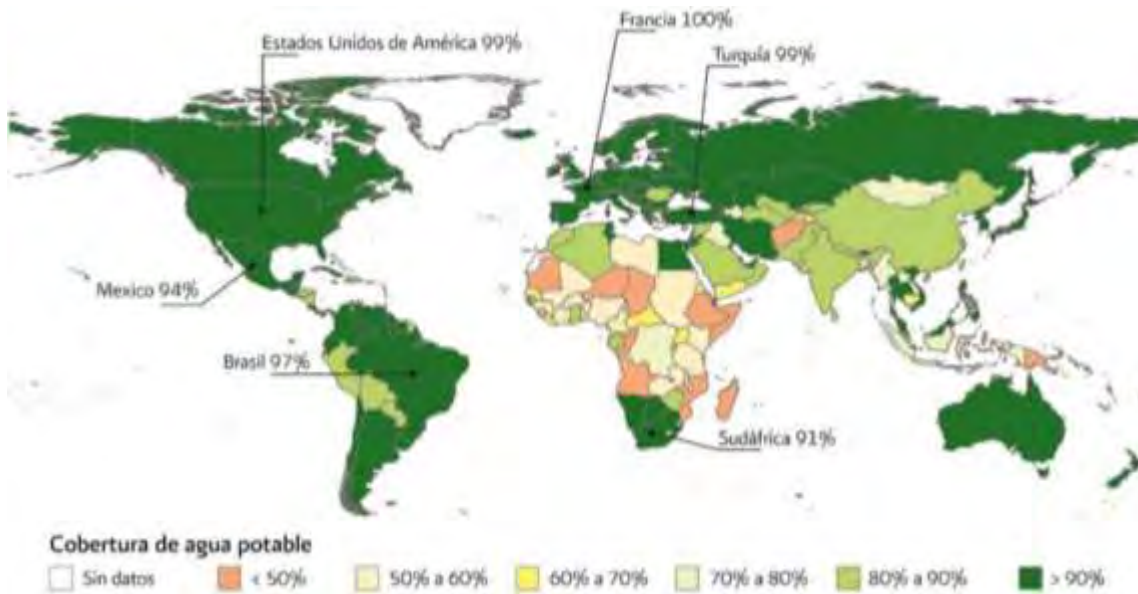 Francia 100%
Estados Unidos de América 99%
Turquía 99%
Mexico 94%
Brasil 97%
Sudáfrica 91%
Cobertura de agua potable
Sin datos
< 50%
50% a 60%
60% a 70%
70% a 80%
80% a 90%
> 90%